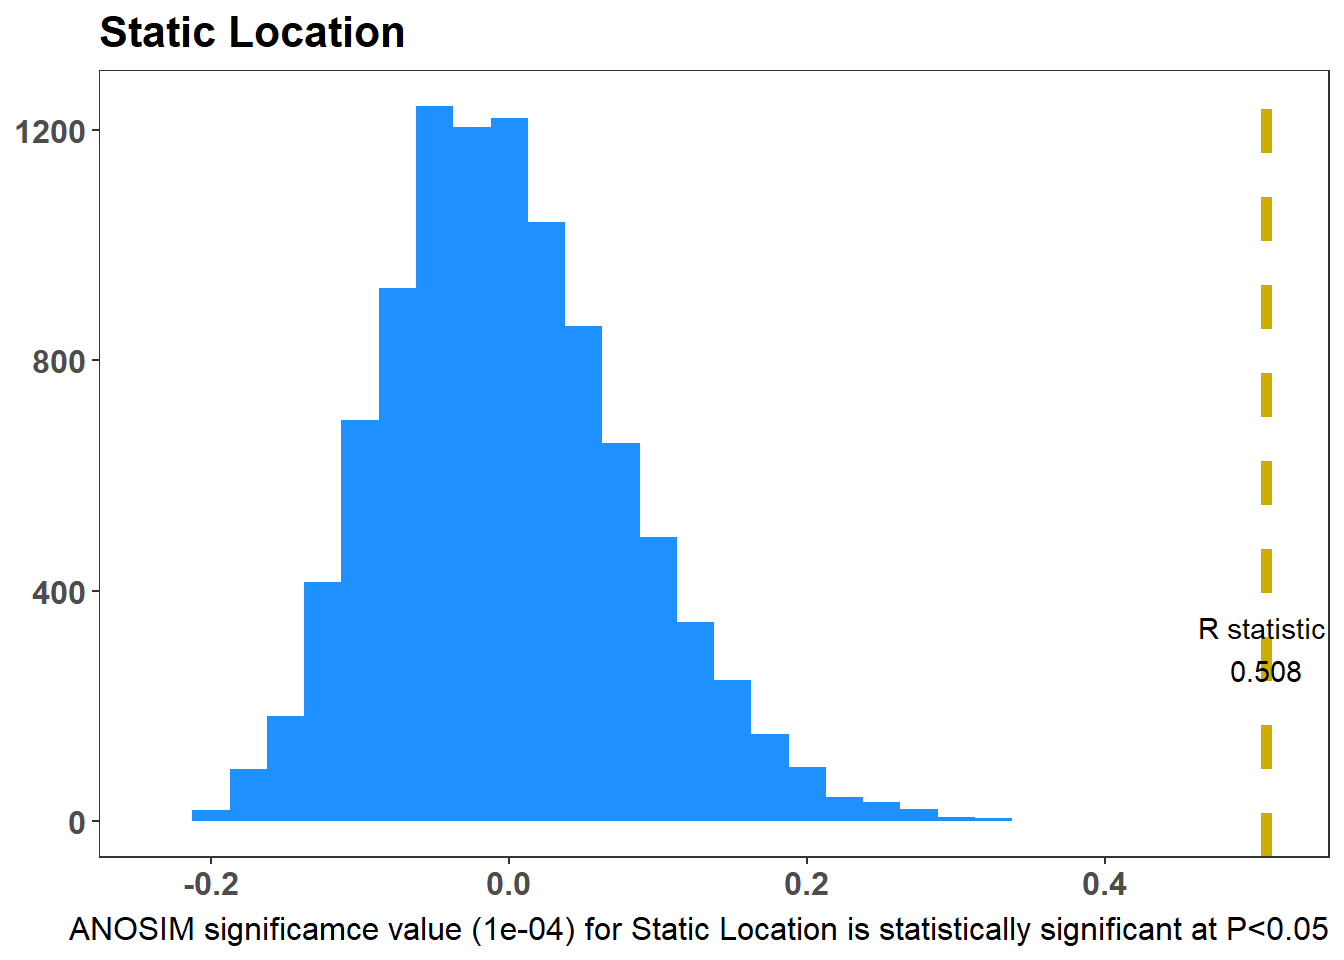 Static Location
1200
800
400
0
R statistic
0.508
-0.2 0.0 0.2 0.4
ANOSIM significamce value (1e-04) for Static Location is statistically significant at P<0.05